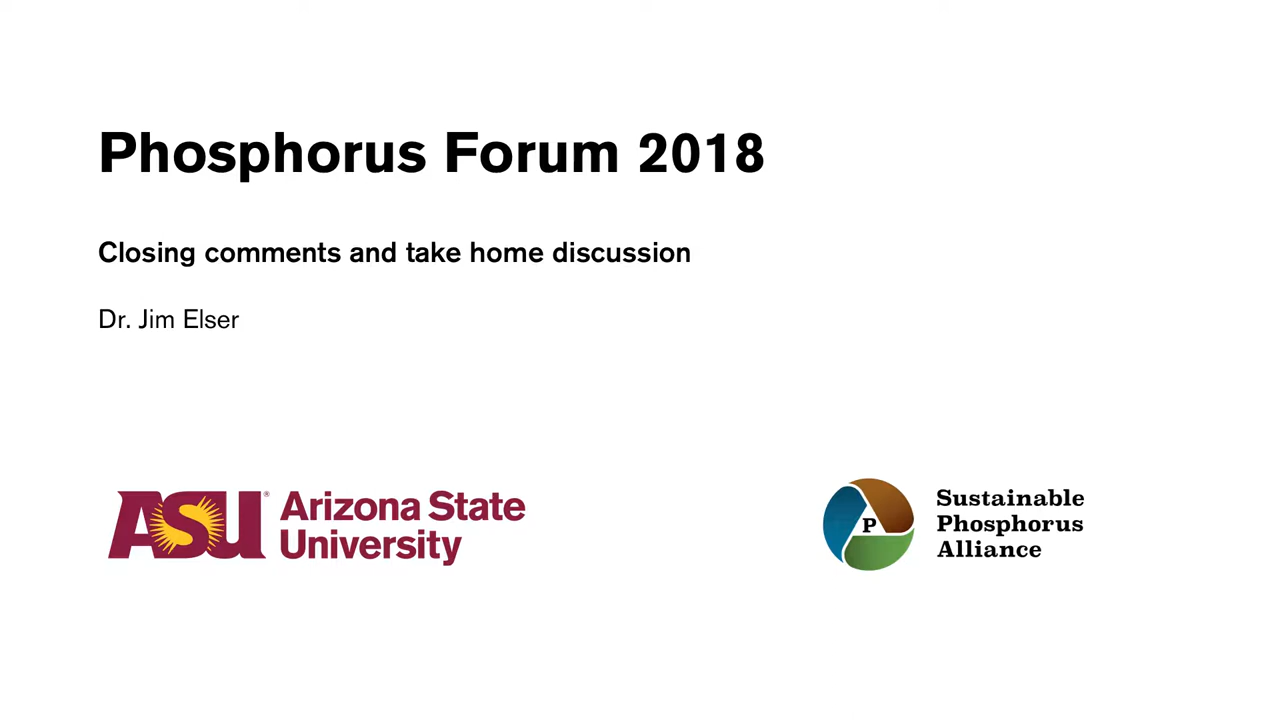 Phosphorus Forum 2018
Closing comments and take home discussion
Dr. Jim Elser
ASU®
Arizona State
University
P
Sustainable
Phosphorus
Alliance